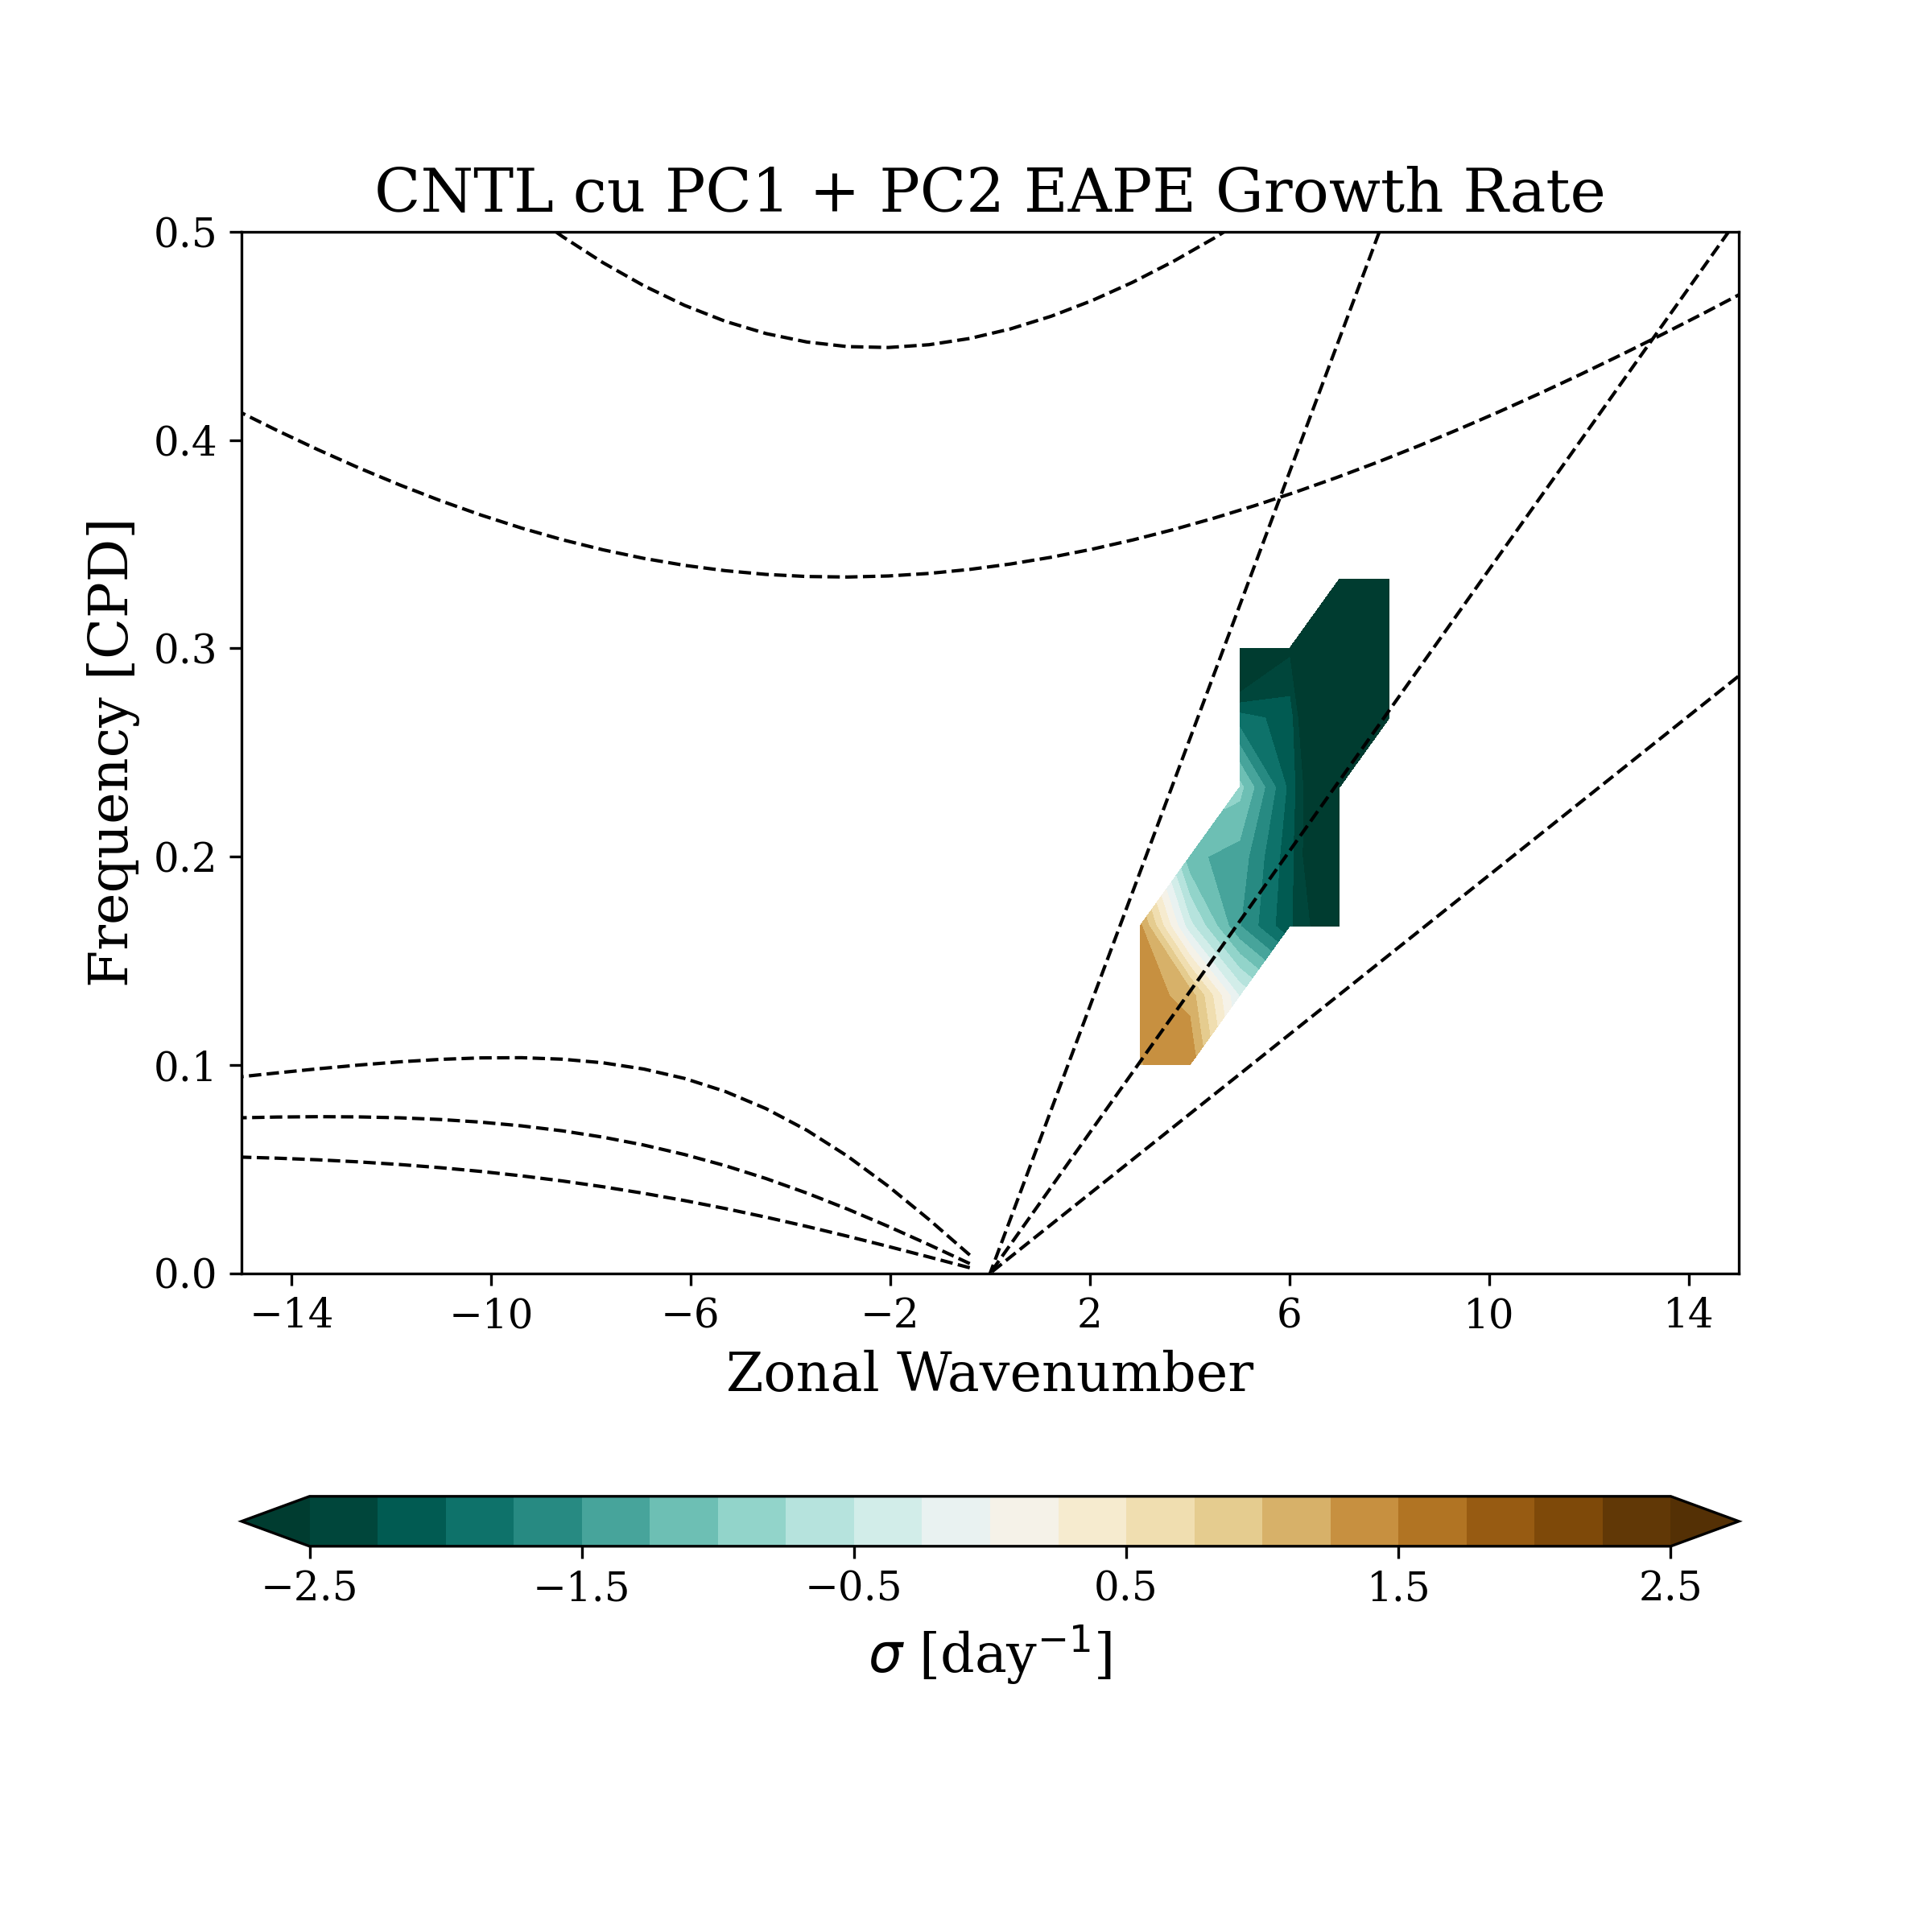 CNTL cu PC1 + PC2 EAPE Growth Rate
0.5
0.4
0.3
0.2
0.1
0.0
Frequency [CPD]
−14 −10 −6 −2 2 6 10 14
Zonal Wavenumber
−2.5 −1.5 −0.5 0.5 1.5 2.5
σ [day⁻¹]